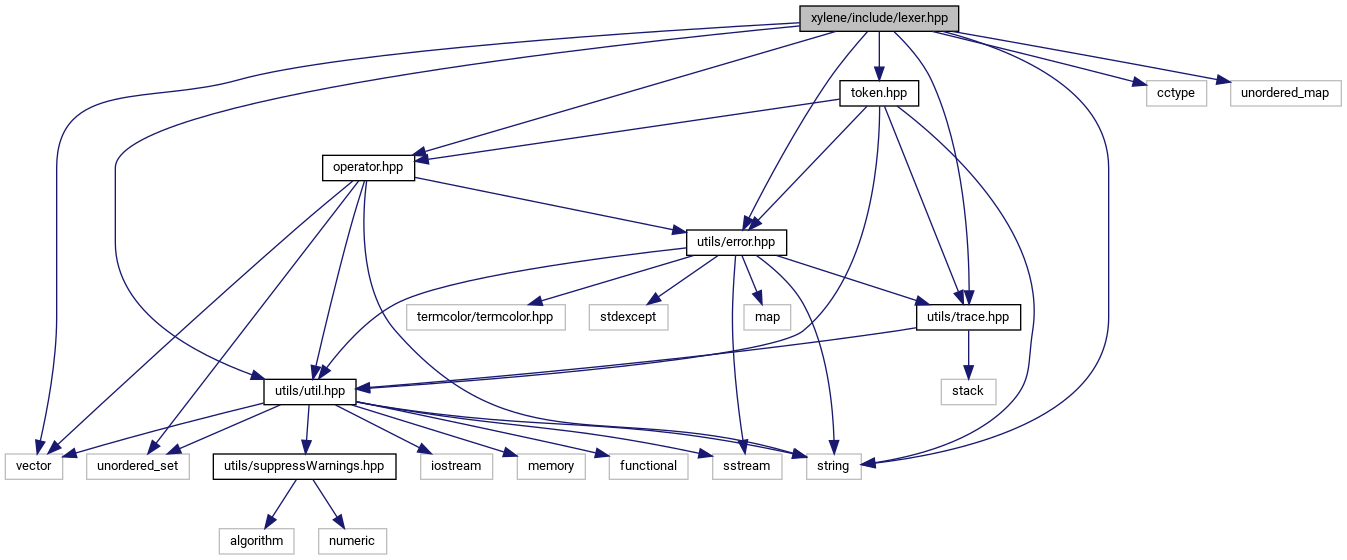 xylene/include/lexer.hpp
token.hpp
cctype
unordered_map
operator.hpp
utils/error.hpp
termcolor/termcolor.hpp
stdexcept
map
utils/trace.hpp
utils/util.hpp
stack
vector
unordered_set
utils/suppressWarnings.hpp
iostream
memory
functional
sstream
string
algorithm
numeric